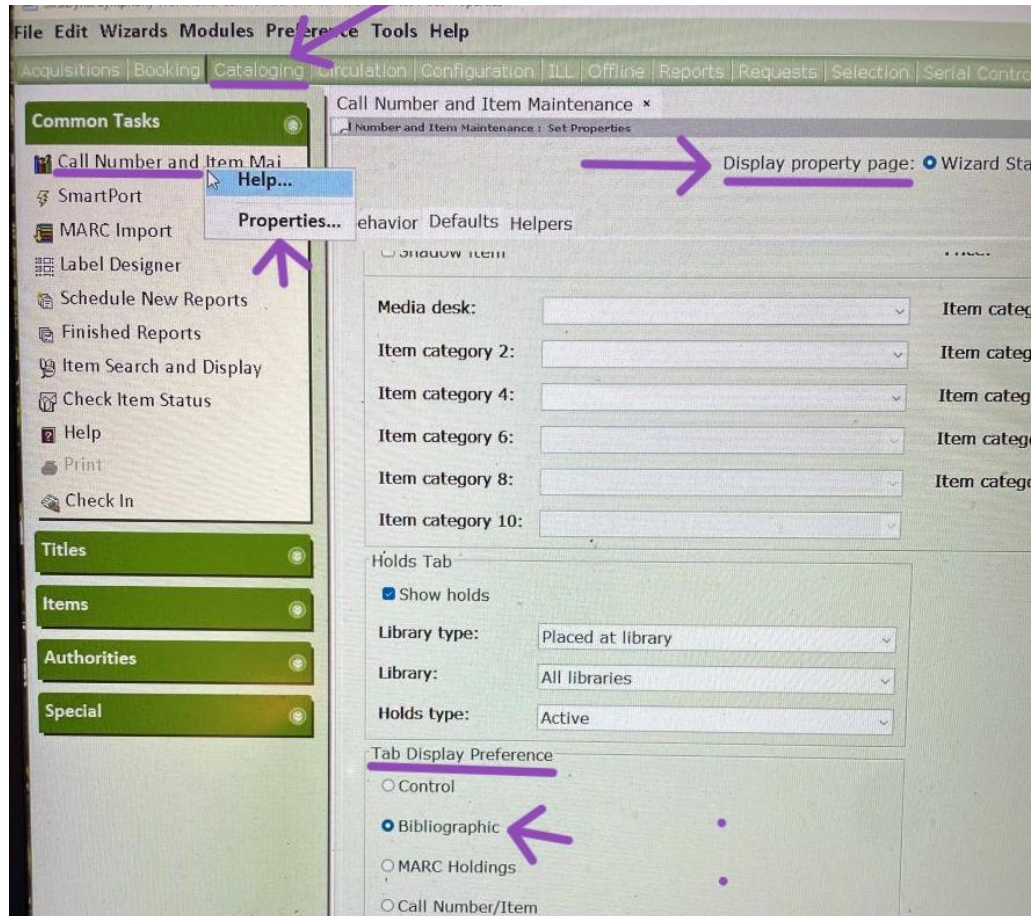 File Edit Wizards Modules Preference Tools Help
Acquisitions Booking Cataloging Circulation Configuration ILL Offline Reports Requests Selection Serial Contro
Common Tasks
Call Number and Item Mai
SmartPort
MARC Import
Label Designer
Schedule New Reports
Finished Reports
Item Search and Display
Check Item Status
Help
Print
Check In
Titles
Items
Authorities
Special
Help...
Properties...
Call Number and Item Maintenance ×
Number and Item Maintenance : Set Properties
Display property page: Wizard Sta
ehavior Defaults Helpers
Shadow item
Media desk: Item categ
Item category 2: Item categ
Item category 4: Item categ
Item category 6: Item catego
Item category 8: Item catego
Item category 10:
Holds Tab
Show holds
Library type: Placed at library
Library: All libraries
Holds type: Active
Tab Display Preference
Control
Bibliographic
MARC Holdings
Call Number/Item